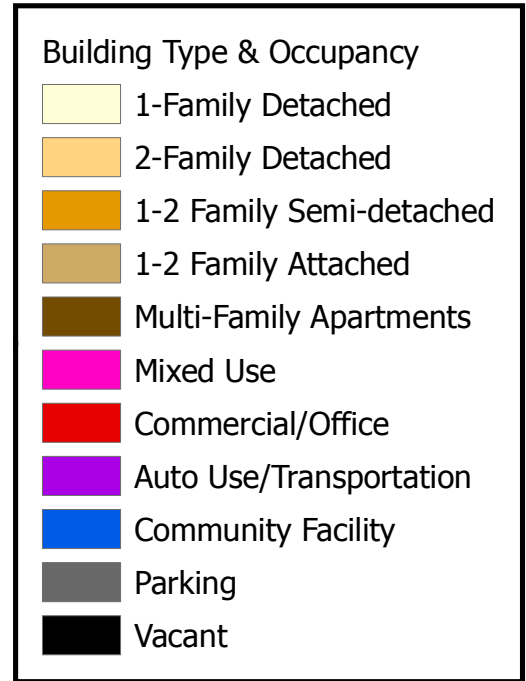 Building Type & Occupancy
1-Family Detached
2-Family Detached
1-2 Family Semi-detached
1-2 Family Attached
Multi-Family Apartments
Mixed Use
Commercial/Office
Auto Use/Transportation
Community Facility
Parking
Vacant